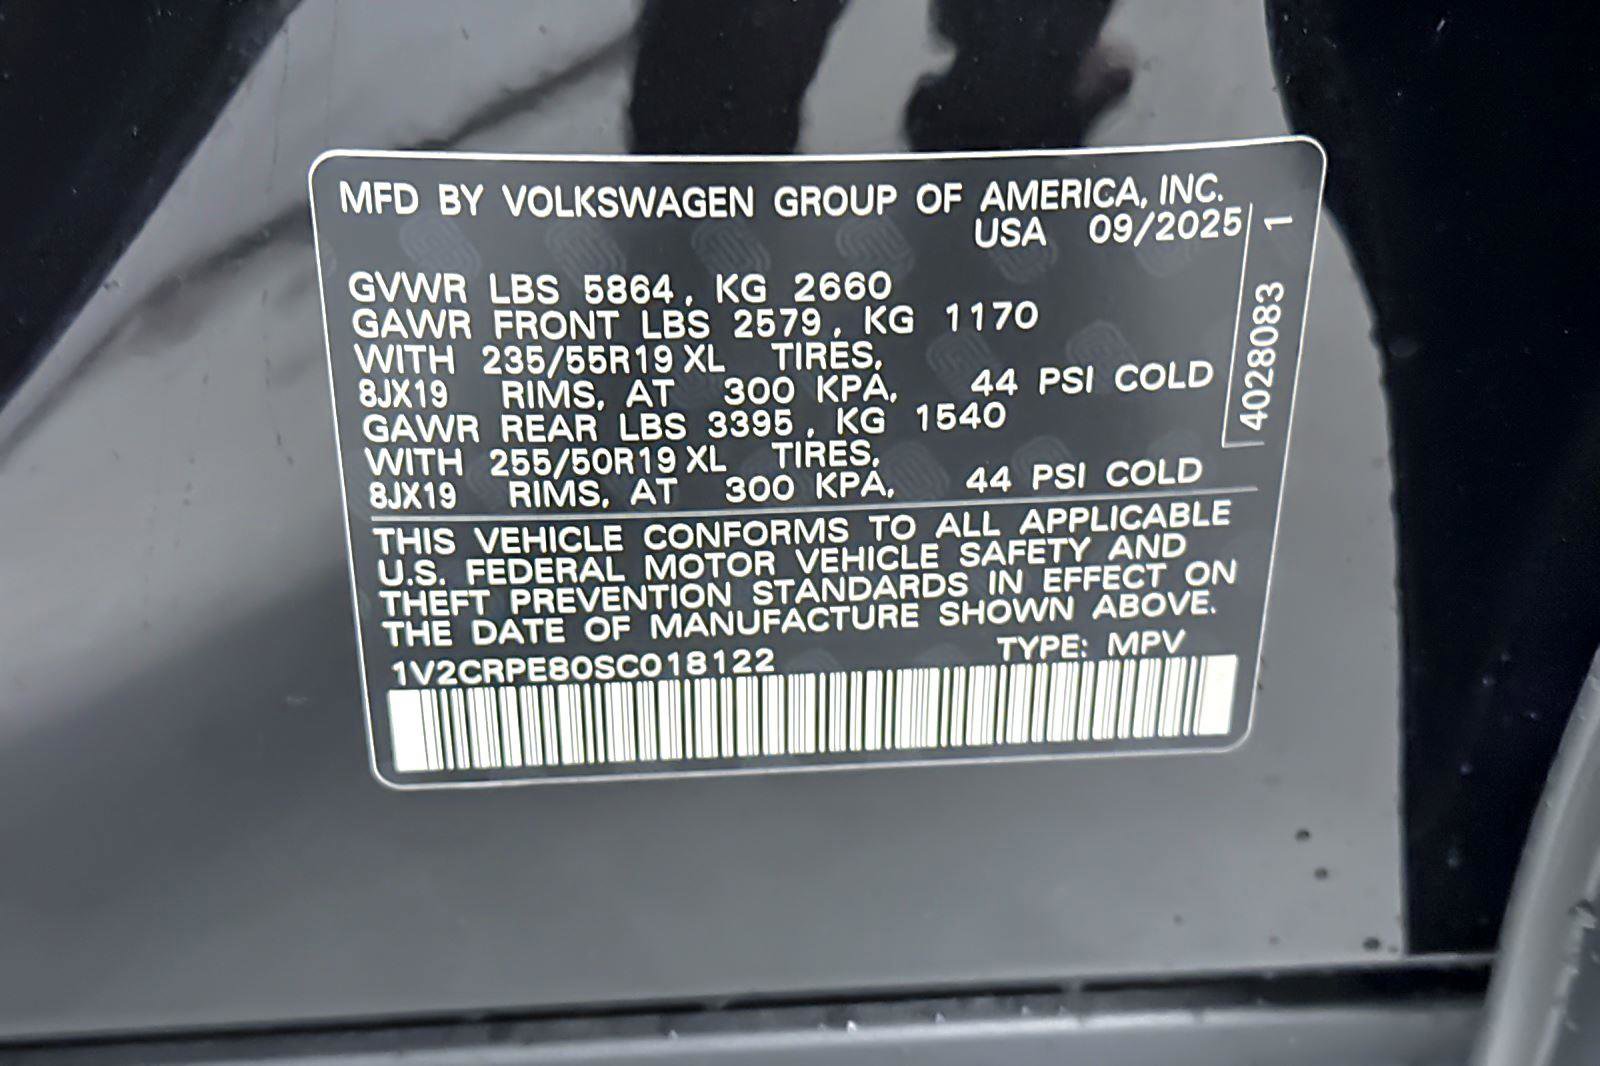 MFD BY VOLKSWAGEN GROUP OF AMERICA, INC.
USA 09/2025
GVWR LBS 5864, KG 2660
GAWR FRONT LBS 2579, KG 1170
WITH 235/55R19 XL TIRES,
8JX19 RIMS, AT 300 KPA, 44 PSI COLD
GAWR REAR LBS 3395, KG 1540
WITH 255/50R19 XL TIRES,
8JX19 RIMS, AT 300 KPA, 44 PSI COLD
THIS VEHICLE CONFORMS TO ALL APPLICABLE
U.S. FEDERAL MOTOR VEHICLE SAFETY AND
THEFT PREVENTION STANDARDS IN EFFECT ON
THE DATE OF MANUFACTURE SHOWN ABOVE.
1V2CRPE80SC018122 TYPE: MPV
4028083 1